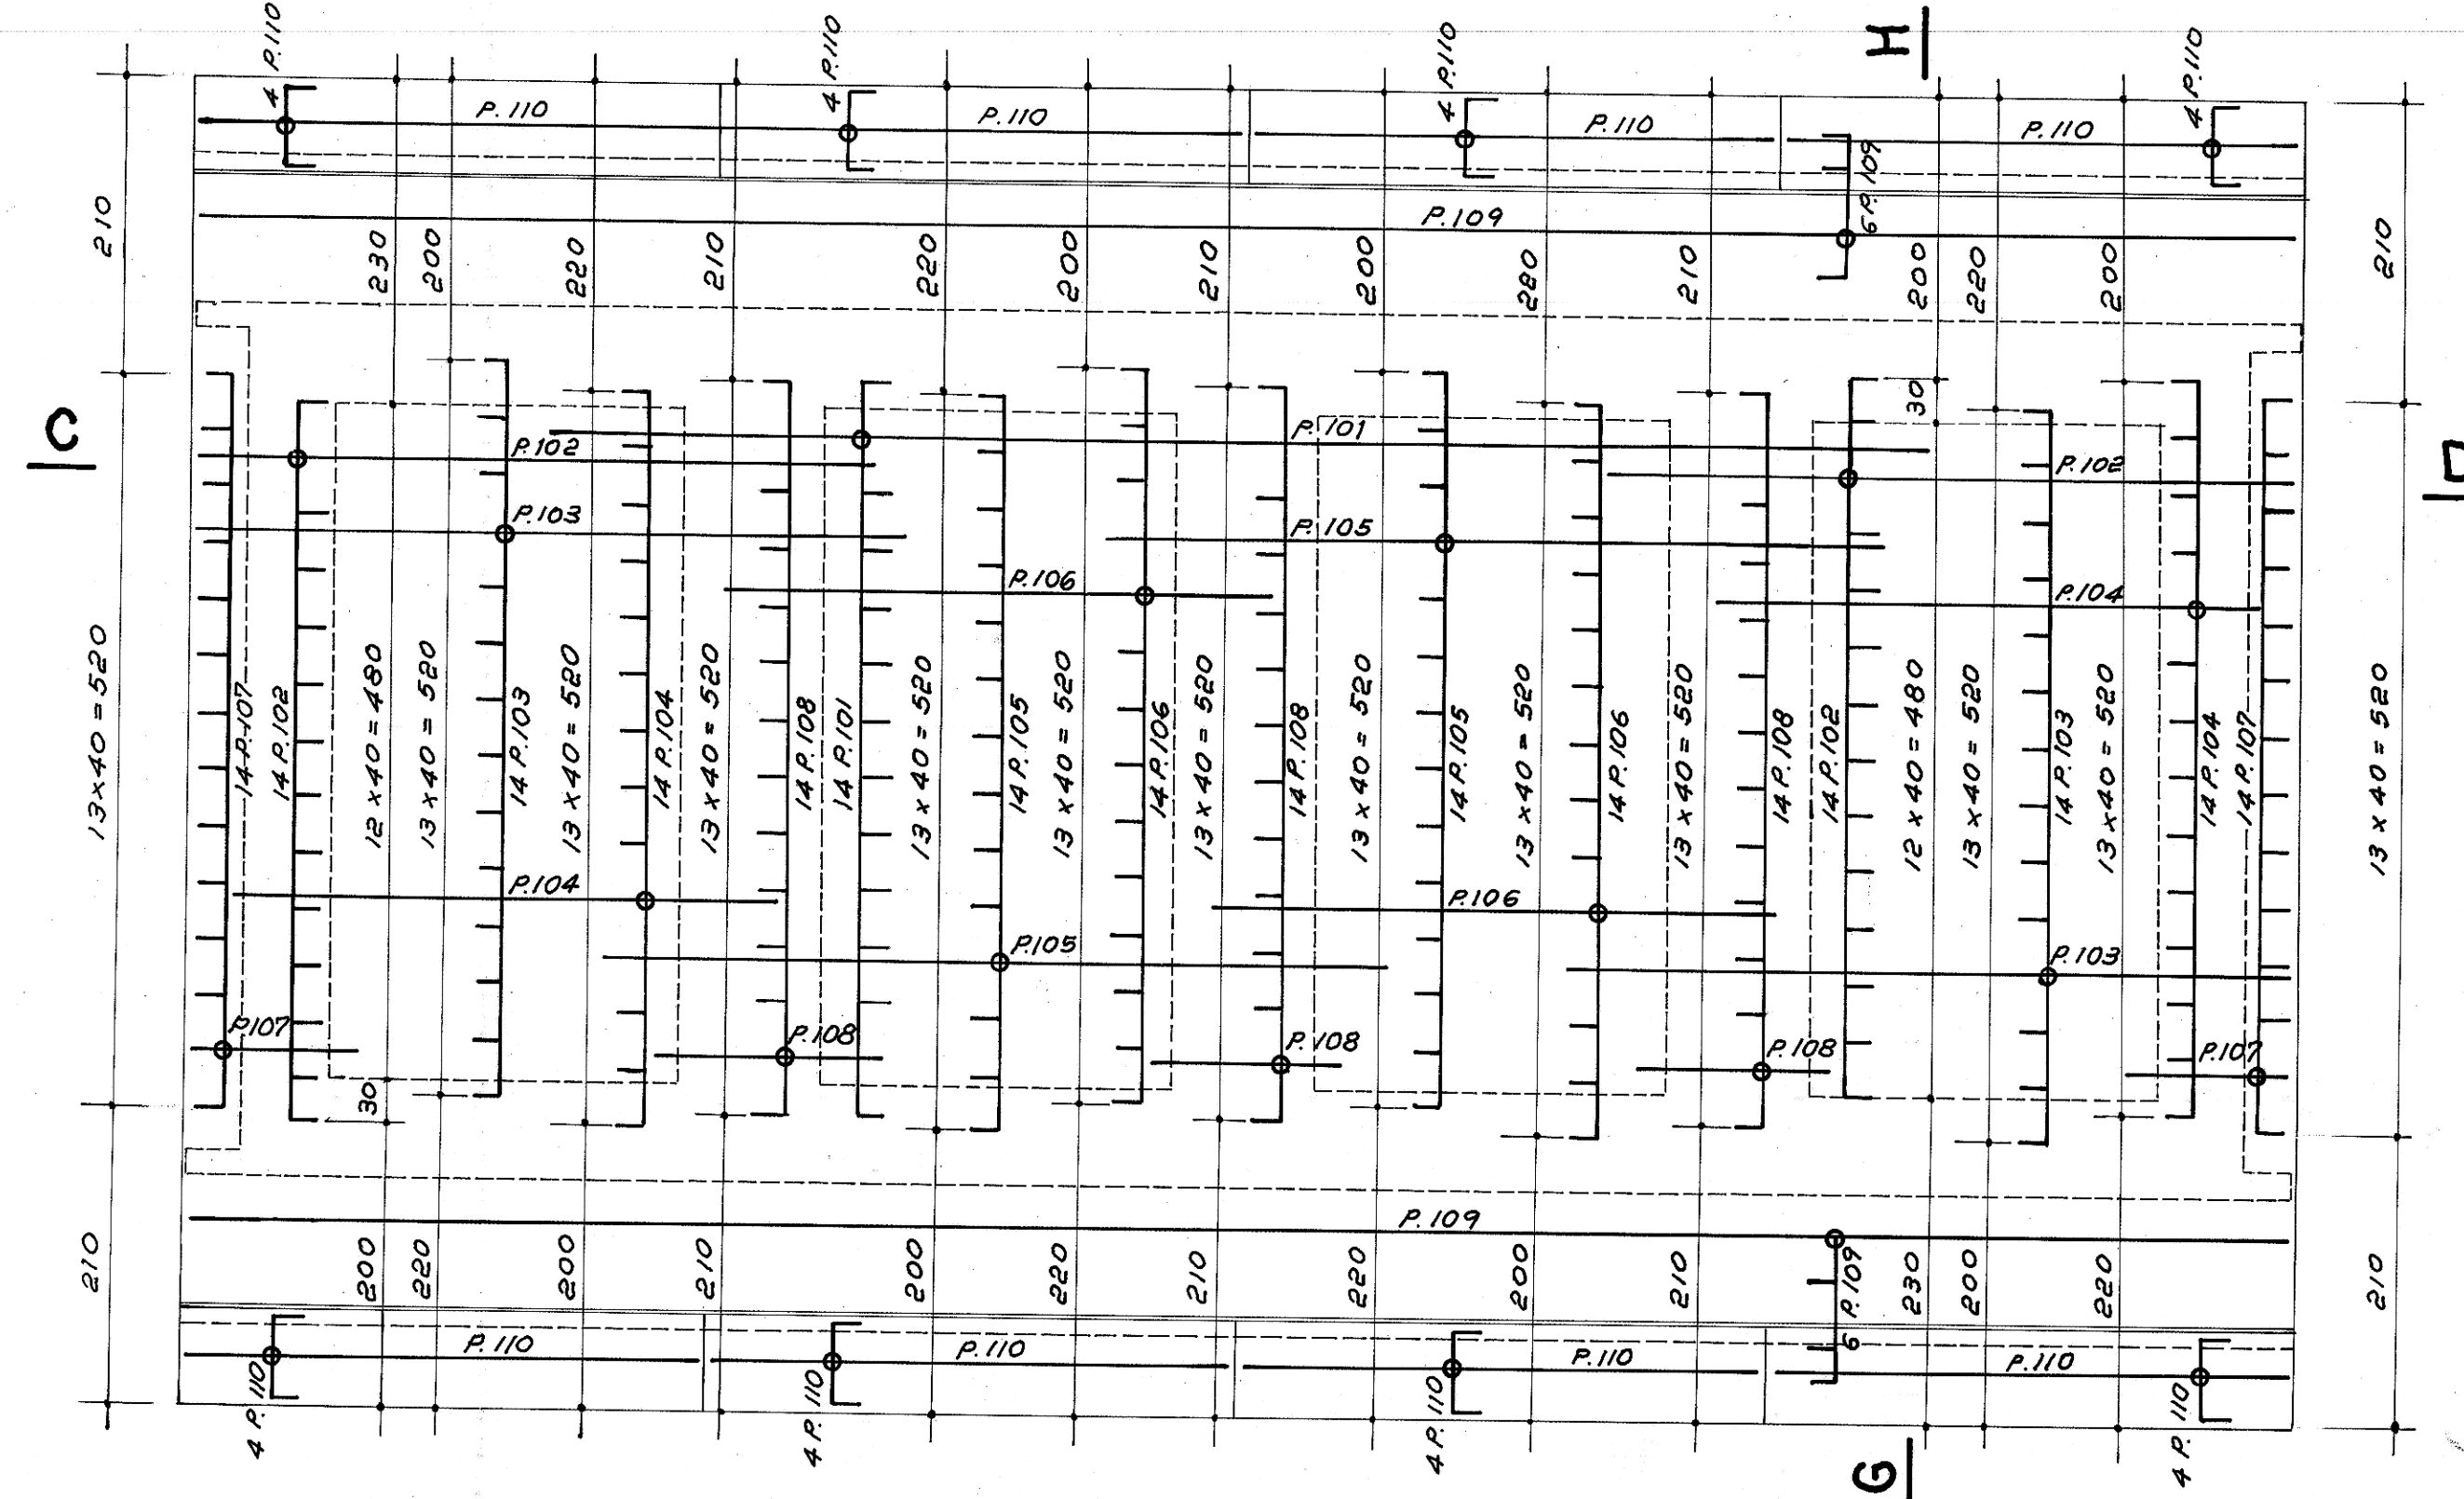 4 P.110
4 P.110
4 P.110
H
4 P.110
P.110
P.110
P.110
P.110
6 P.109
P.109
210
230
200
220
210
220
200
210
200
220
200
200
210
C
30
P.101
P.102
P.102
D
P.103
P.105
P.106
P.104
13×40=520
14 P.107
14 P.102
12×40=480
13×40=520
14 P.103
13×40=520
14 P.104
13×40=520
14 P.108
14 P.101
13×40=520
14 P.105
13×40=520
14 P.106
13×40=520
14 P.108
13×40=520
14 P.105
13×40=520
14 P.106
13×40=520
14 P.108
14 P.102
12×40=480
13×40=520
14 P.103
13×40=520
14 P.104
14 P.107
13×40=520
P.104
P.106
P.105
P.103
P.107
P.108
P.108
P.108
P.107
30
P.109
210
200
220
200
210
200
220
210
220
200
210
6 P.109
230
200
220
210
P.110
P.110
P.110
P.110
4 P.110
4 P.110
4 P.110
G
4 P.110